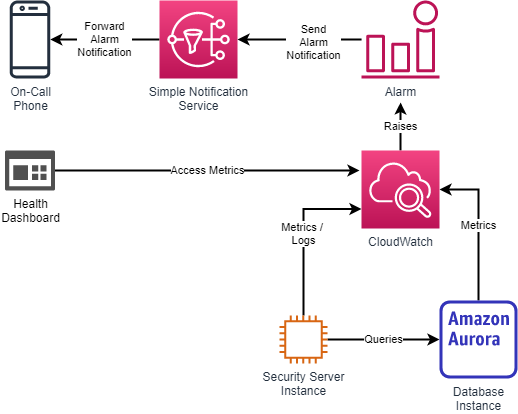 Forward
Alarm
Notification
Send
Alarm
Notification
On-Call
Phone
Simple Notification
Service
Alarm
Raises
Access Metrics
Health
Dashboard
Metrics /
Logs
CloudWatch
Metrics
Queries
Amazon
Aurora
Security Server
Instance
Database
Instance